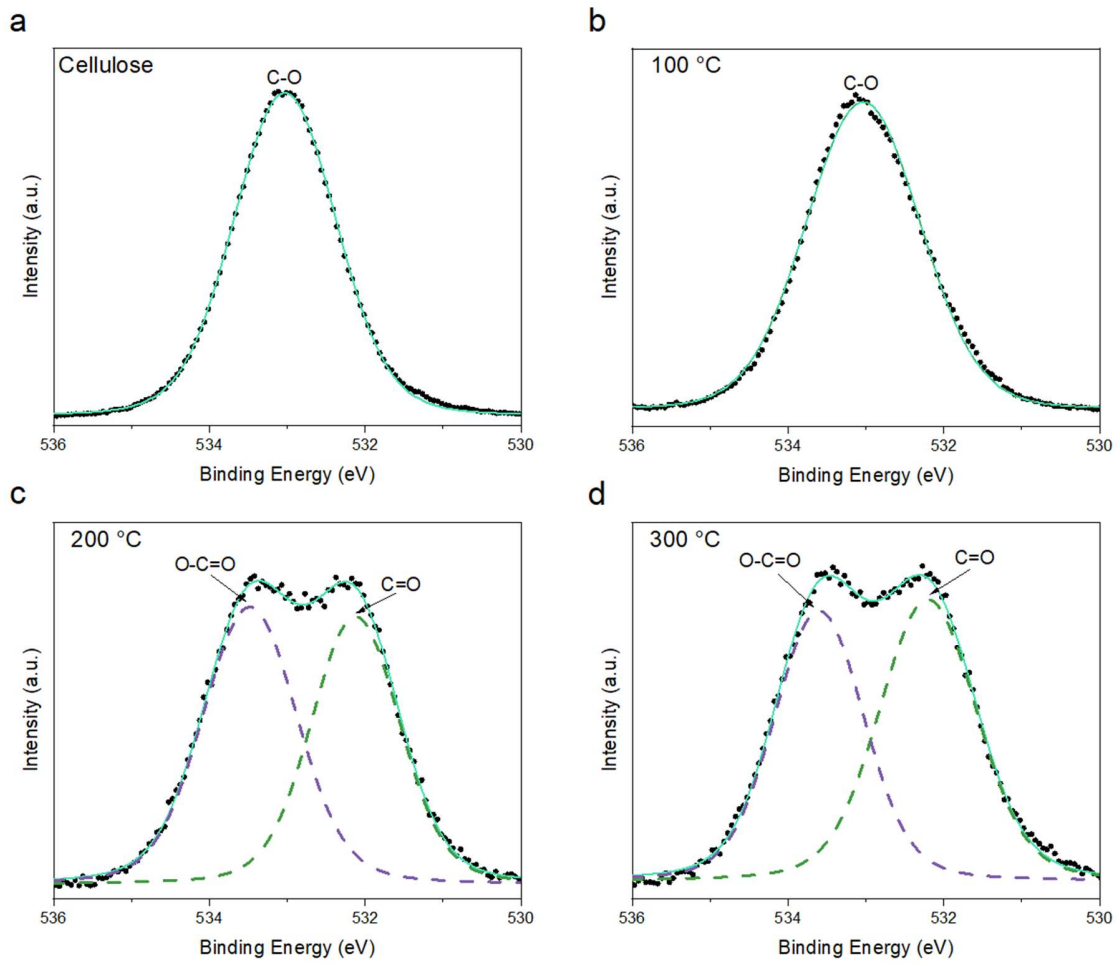 a
Cellulose
C-O
Intensity (a.u.)
536
534
532
530
Binding Energy (eV)
b
100 °C
C-O
Intensity (a.u.)
536
534
532
530
Binding Energy (eV)
c
200 °C
O-C=O
C=O
Intensity (a.u.)
536
534
532
530
Binding Energy (eV)
d
300 °C
O-C=O
C=O
Intensity (a.u.)
536
534
532
530
Binding Energy (eV)